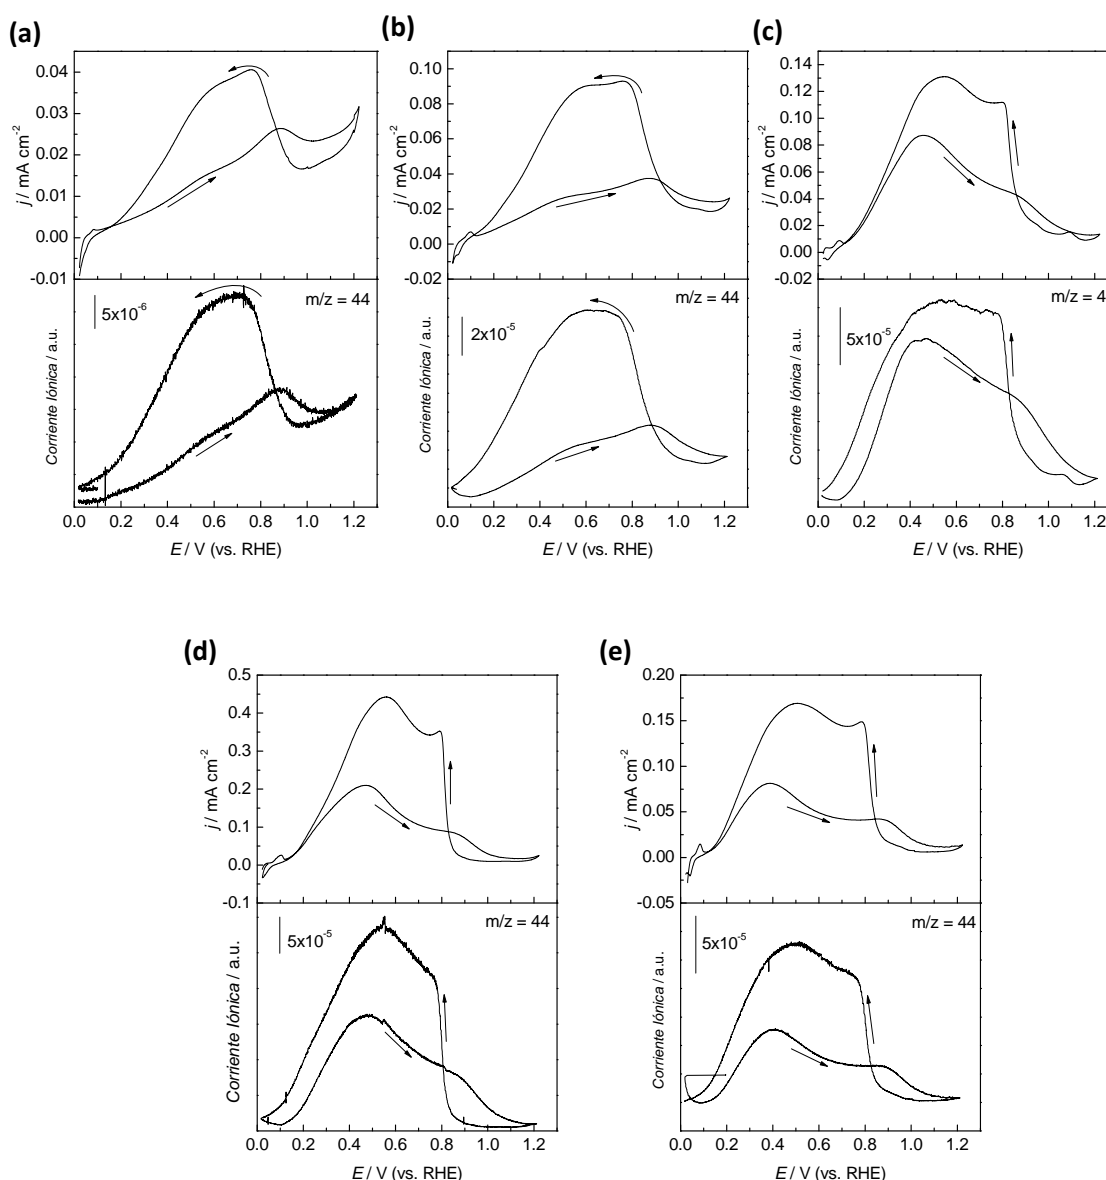 (a)
(b)
(c)
0.04
0.03
0.02
0.01
0.00
-0.01
j / mA cm-2
0.10
0.08
0.06
0.04
0.02
0.00
-0.02
j / mA cm-2
0.13
0.10
0.08
0.05
0.03
0.00
-0.02
j / mA cm-2
5x10-6
m/z = 44
Corriente Iónica / a.u.
2x10-5
m/z = 44
Corriente Iónica / a.u.
5x10-5
m/z = 4
Corriente Iónica / a.u.
0.0 0.2 0.4 0.6 0.8 1.0 1.2
E / V (vs. RHE)
0.0 0.2 0.4 0.6 0.8 1.0 1.2
E / V (vs. RHE)
0.0 0.2 0.4 0.6 0.8 1.0 1.2
E / V (vs. RHE)
(d)
(e)
0.5
0.4
0.3
0.2
0.1
0.0
-0.1
j / mA cm-2
0.20
0.15
0.10
0.05
0.00
-0.05
j / mA cm-2
5x10-5
m/z = 44
Corriente Iónica / a.u.
5x10-5
m/z = 44
Corriente Iónica / a.u.
0.0 0.2 0.4 0.6 0.8 1.0 1.2
E / V (vs. RHE)
0.0 0.2 0.4 0.6 0.8 1.0 1.2
E / V (vs. RHE)